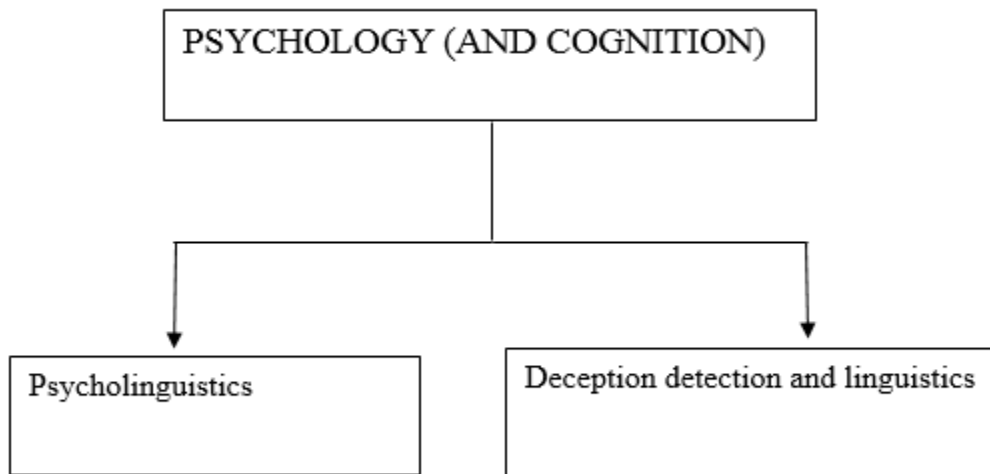 PSYCHOLOGY (AND COGNITION)
Psycholinguistics
Deception detection and linguistics